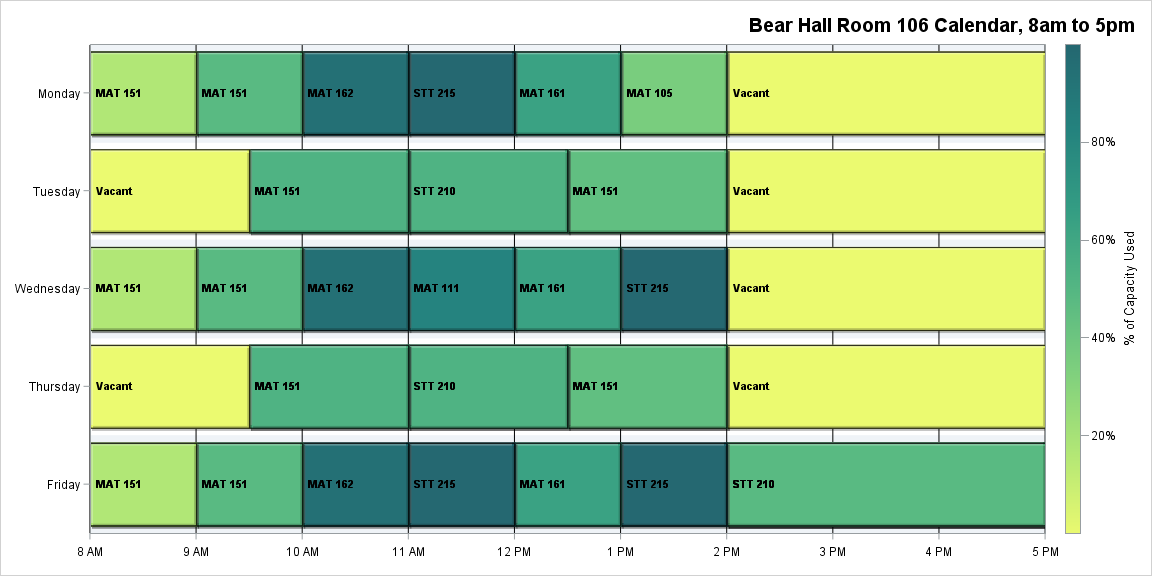 Bear Hall Room 106 Calendar, 8am to 5pm
Monday
MAT 151
MAT 151
MAT 162
STT 215
MAT 161
MAT 105
Vacant
Tuesday
Vacant
MAT 151
STT 210
MAT 151
Vacant
Wednesday
MAT 151
MAT 151
MAT 162
MAT 111
MAT 161
STT 215
Vacant
Thursday
Vacant
MAT 151
STT 210
MAT 151
Vacant
Friday
MAT 151
MAT 151
MAT 162
STT 215
MAT 161
STT 215
STT 210
8 AM
9 AM
10 AM
11 AM
12 PM
1 PM
2 PM
3 PM
4 PM
5 PM
80%
60%
40%
20%
% of Capacity Used